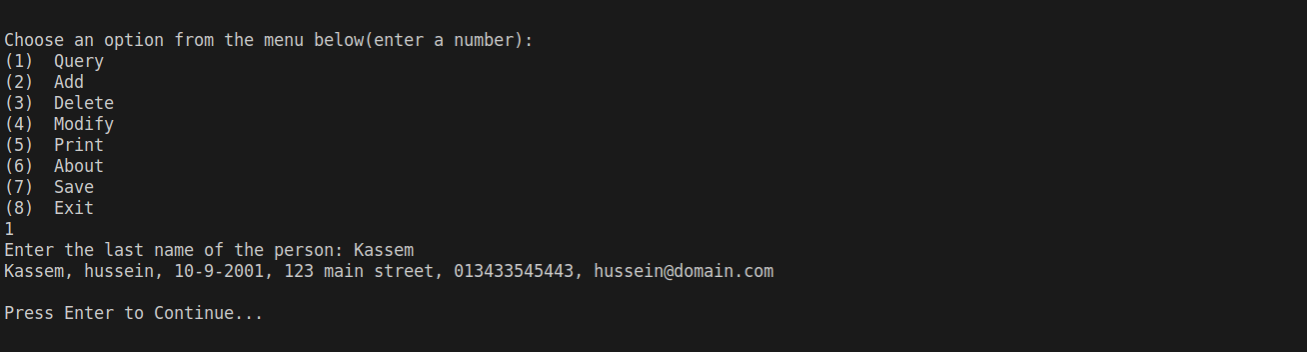 Choose an option from the menu below(enter a number):
(1)  Query
(2)  Add
(3)  Delete
(4)  Modify
(5)  Print
(6)  About
(7)  Save
(8)  Exit
1
Enter the last name of the person: Kassem
Kassem, hussein, 10-9-2001, 123 main street, 013433545443, hussein@domain.com
Press Enter to Continue...